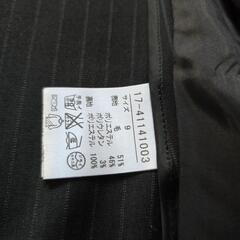 17-41141003
サイズ 9
表地 毛 51%
ポリエステル 46%
ポリウレタン 3%
裏地 ポリエステル 100%